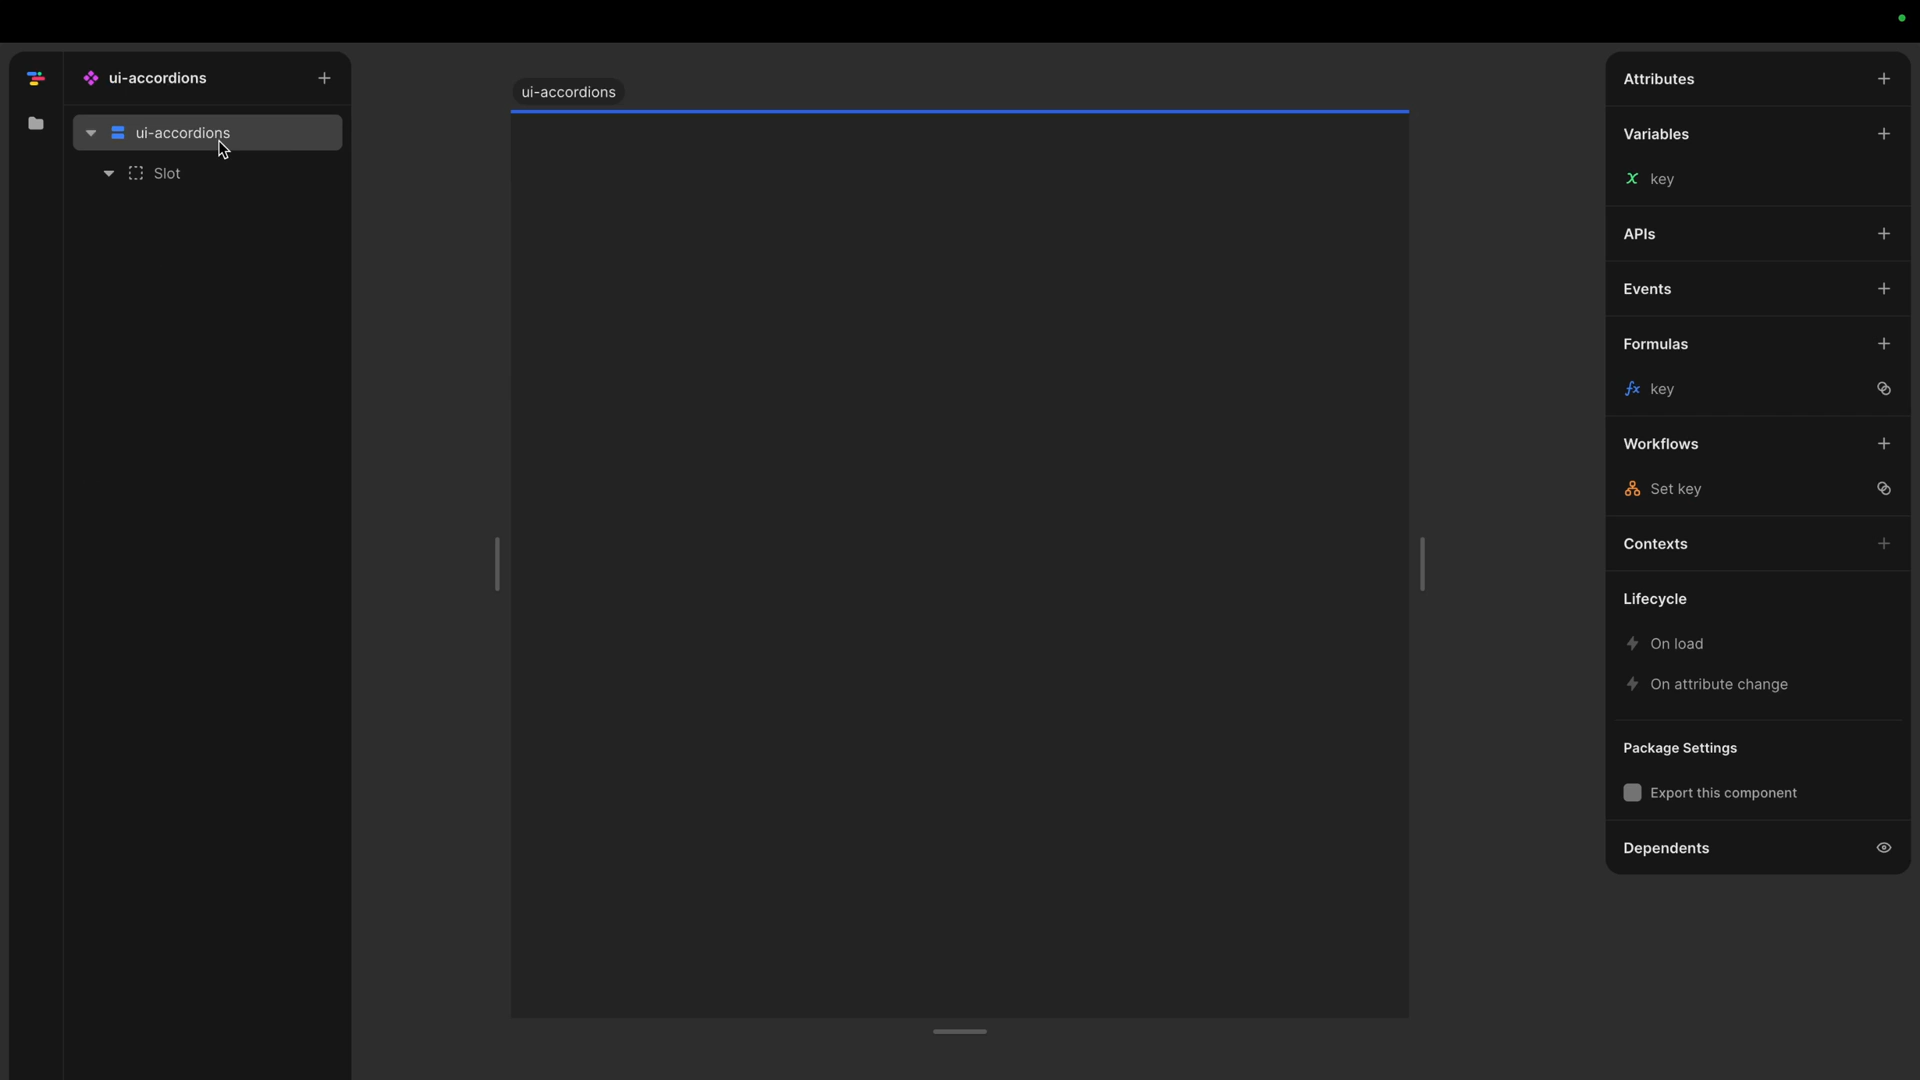 ui-accordions
ui-accordions
Slot
ui-accordions
Attributes
Variables
key
APIs
Events
Formulas
key
Workflows
Set key
Contexts
Lifecycle
On load
On attribute change
Package Settings
Export this component
Dependents